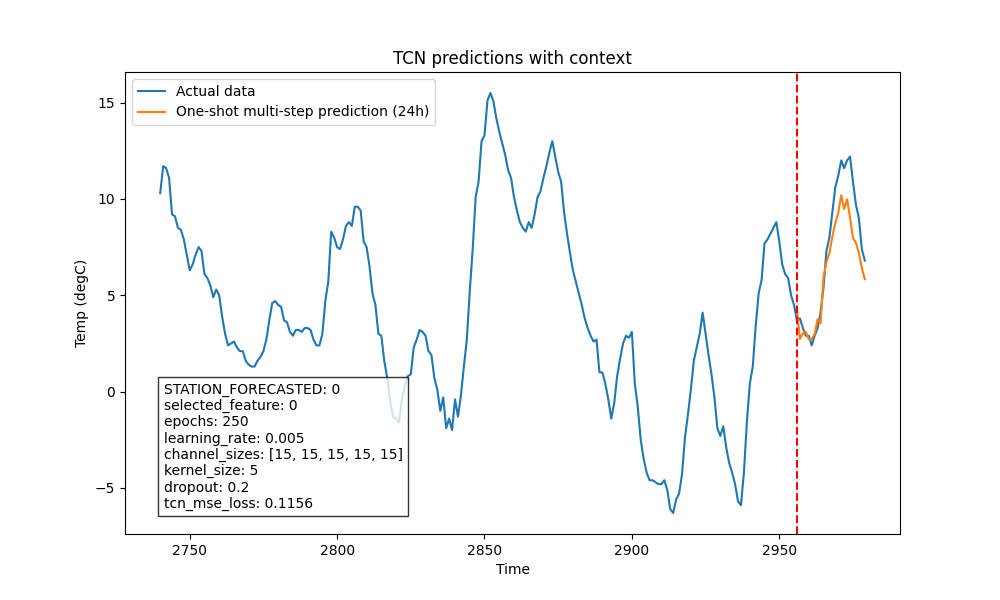 TCN predictions with context
Actual data
One-shot multi-step prediction (24h)
15
10
5
0
−5
Temp (degC)
STATION_FORECASTED: 0
selected_feature: 0
epochs: 250
learning_rate: 0.005
channel_sizes: [15, 15, 15, 15, 15]
kernel_size: 5
dropout: 0.2
tcn_mse_loss: 0.1156
2750
2800
2850
2900
2950
Time